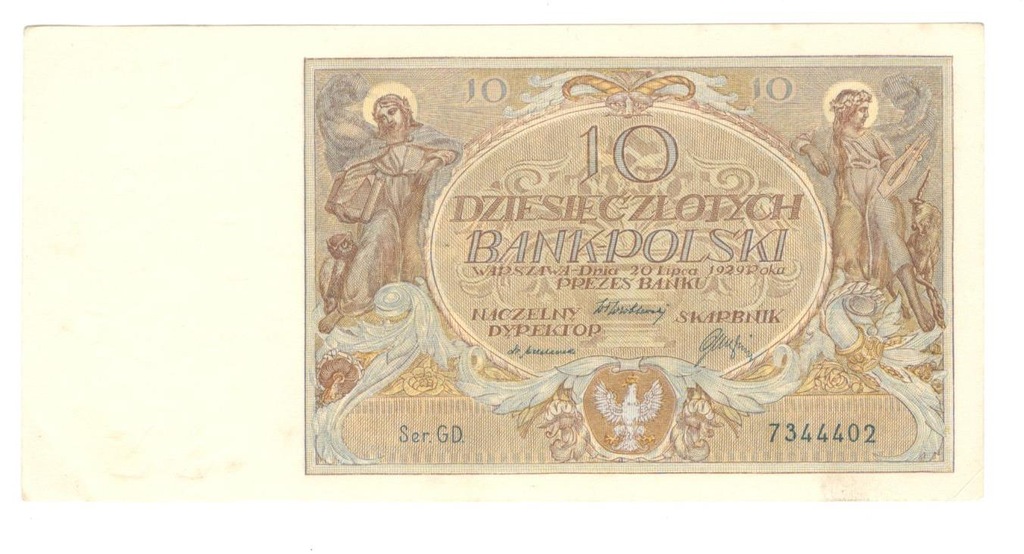 10 10
10
DZIESIĘĆ ZŁOTYCH
BANK POLSKI
WARSZAWA-Dnia 20 Lipca 1929 Roku
PREZES BANKU
NACZELNY DYREKTOR
SKARBNIK
Ser. GD. 7344402